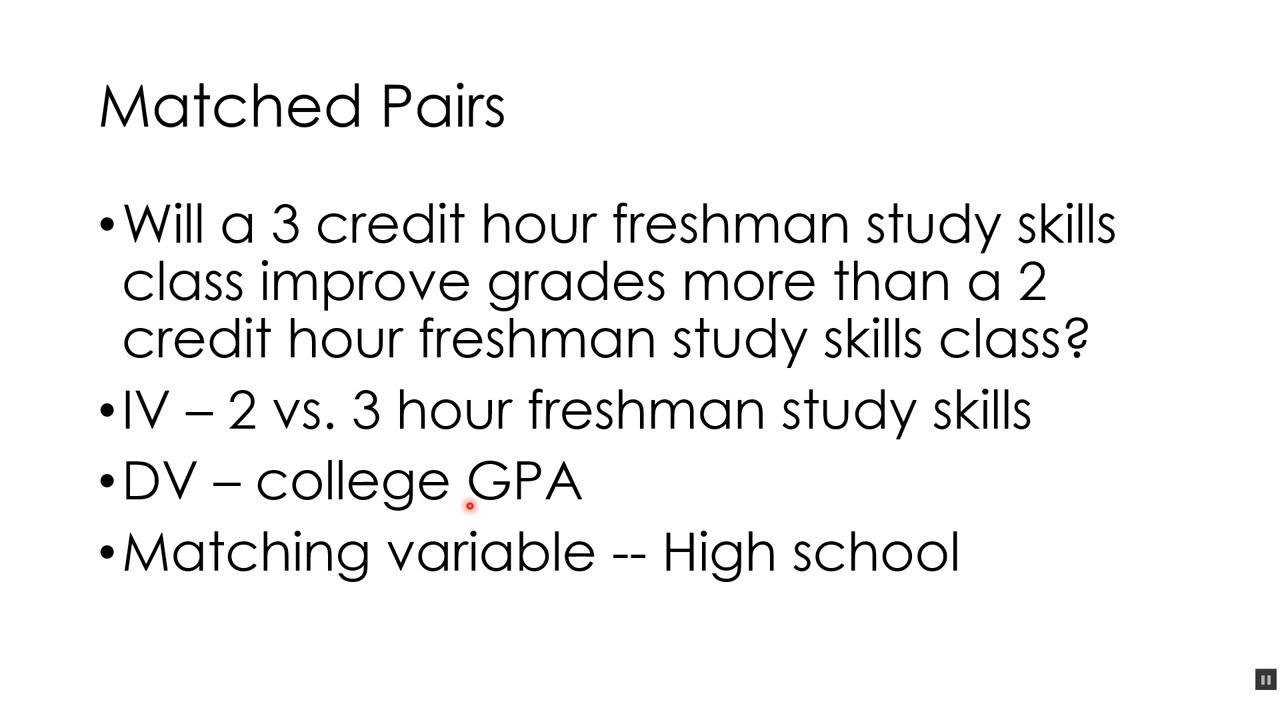 Matched Pairs
•Will a 3 credit hour freshman study skills
class improve grades more than a 2
credit hour freshman study skills class?
•IV – 2 vs. 3 hour freshman study skills
•DV – college GPA
•Matching variable -- High school